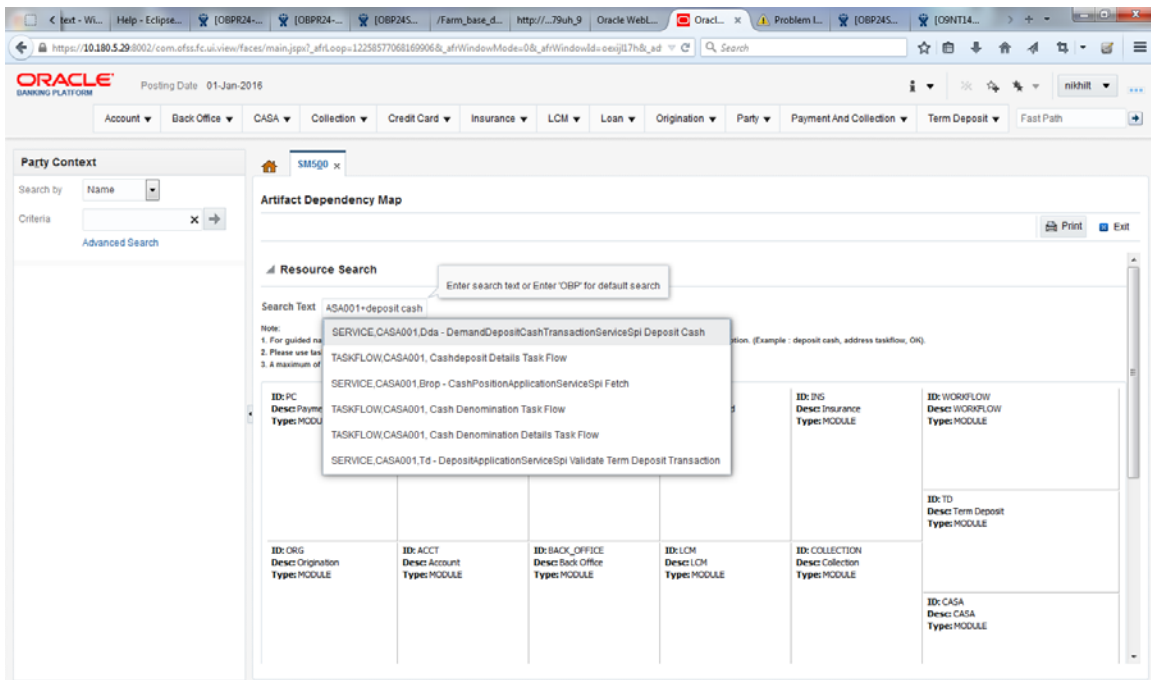 text - Wi...
Help - Eclipse...
[OBPR24-...
[OBPR24-...
[OBP245...
/Farm_base_d...
http://...79uh_9
Oracle WebL...
Oracl...
Problem L...
[OBP245...
[O9NT14...
https://10.180.5.29:8002/com.ofss.fc.ui.view/faces/main.jspx?_afrLoop=12258577068169906&_afrWindowMode=0&_afrWindowId=oexijl17h&_ad
Search
ORACLE
BANKING PLATFORM
Posting Date 01-Jan-2016
nikhilt
Account
Back Office
CASA
Collection
Credit Card
Insurance
LCM
Loan
Origination
Party
Payment And Collection
Term Deposit
Fast Path
Party Context
SM500
Search by Name
Criteria
Advanced Search
Artifact Dependency Map
Print
Exit
Resource Search
Enter search text or Enter 'OBP' for default search
Search Text ASA001+deposit cash
Note:
1. For guided na
tion. (Example : deposit cash, address taskflow, OK).
2. Please use tas
3. A maximum of
SERVICE,CASA001,Dda - DemandDepositCashTransactionServiceSpi Deposit Cash
TASKFLOW,CASA001, Cashdeposit Details Task Flow
SERVICE,CASA001,Brop - CashPositionApplicationServiceSpi Fetch
TASKFLOW,CASA001, Cash Denomination Task Flow
TASKFLOW,CASA001, Cash Denomination Details Task Flow
SERVICE,CASA001,Td - DepositApplicationServiceSpi Validate Term Deposit Transaction
ID: PC
Desc: Payme
Type: MODU
ID: INS
Desc: Insurance
Type: MODULE
ID: WORKFLOW
Desc: WORKFLOW
Type: MODULE
ID: TD
Desc: Term Deposit
Type: MODULE
ID: ORG
Desc: Origination
Type: MODULE
ID: ACCT
Desc: Account
Type: MODULE
ID: BACK_OFFICE
Desc: Back Office
Type: MODULE
ID: LCM
Desc: LCM
Type: MODULE
ID: COLLECTION
Desc: Collection
Type: MODULE
ID: CASA
Desc: CASA
Type: MODULE